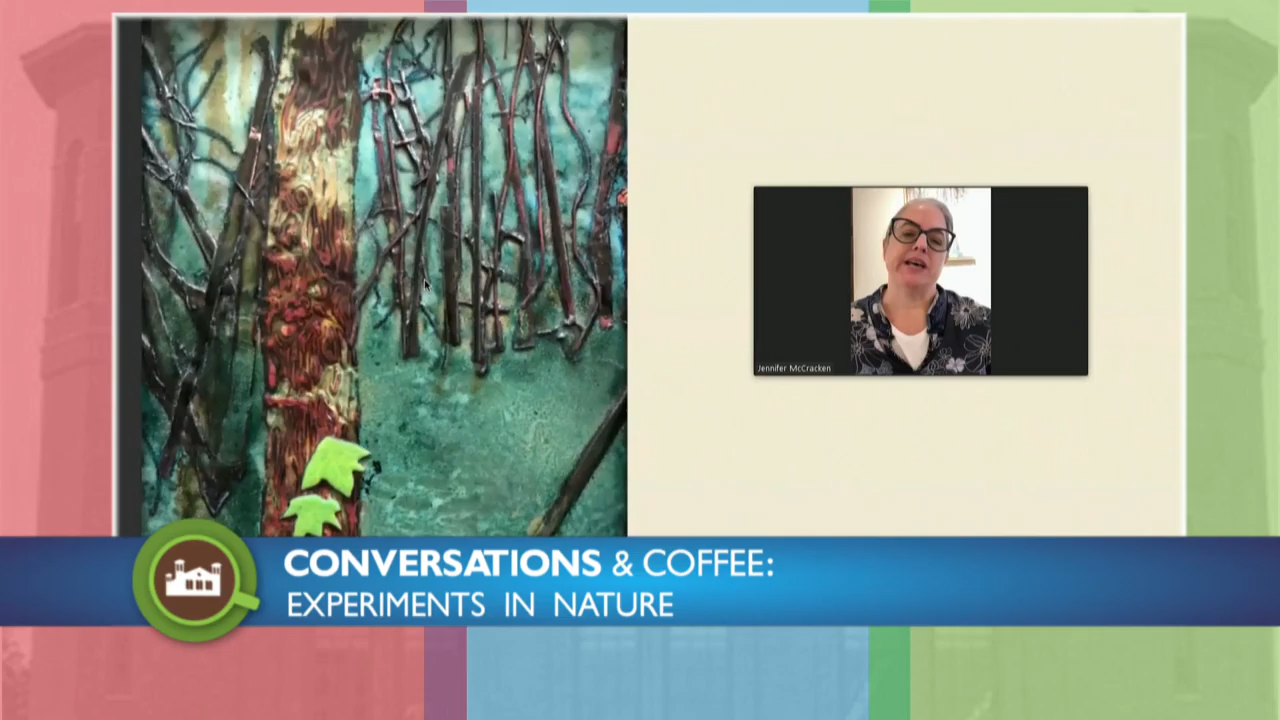 Jennifer McCracken
CONVERSATIONS & COFFEE:
EXPERIMENTS IN NATURE